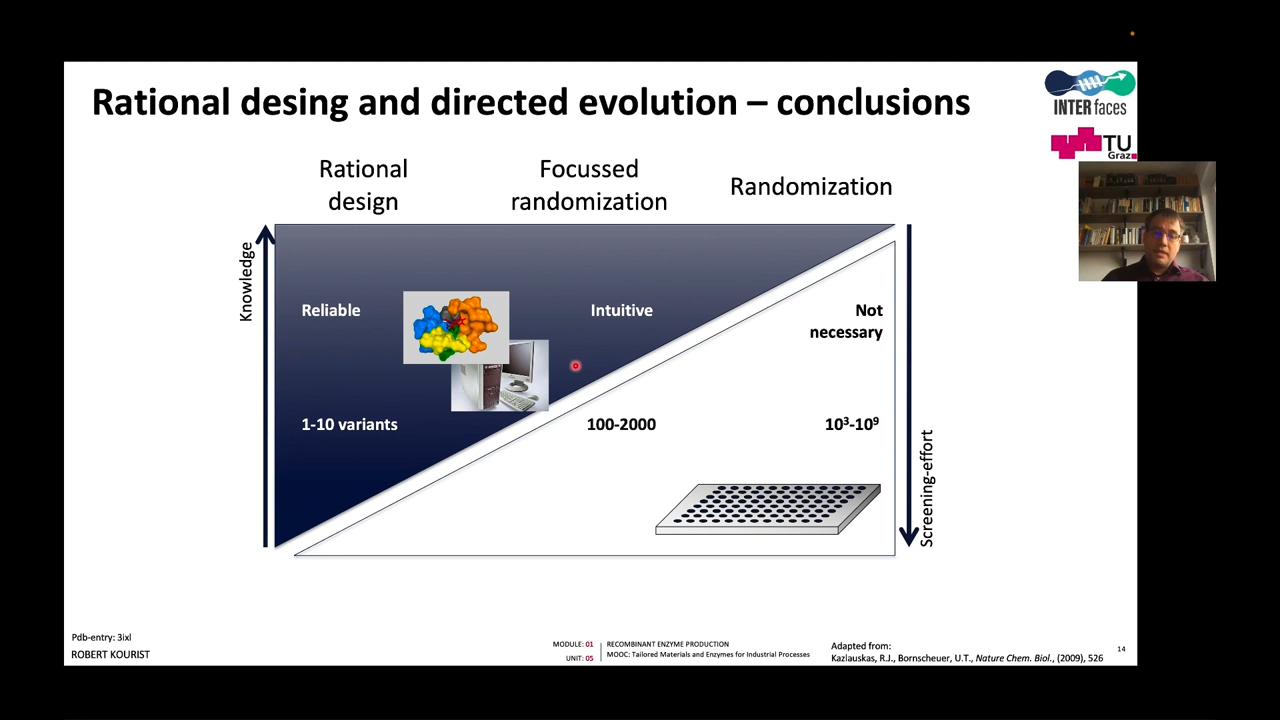 Rational desing and directed evolution – conclusions
INTERfaces
TU
Graz
Rational
design
Focussed
randomization
Randomization
Knowledge
Reliable
Intuitive
Not
necessary
1-10 variants
100-2000
10³-10⁹
Screening-effort
Pdb-entry: 3ixl
ROBERT KOURIST
MODULE: 01
UNIT: 05
RECOMBINANT ENZYME PRODUCTION
MOOC: Tailored Materials and Enzymes for Industrial Processes
Adapted from:
Kazlauskas, R.J., Bornscheuer, U.T., Nature Chem. Biol., (2009), 526
14